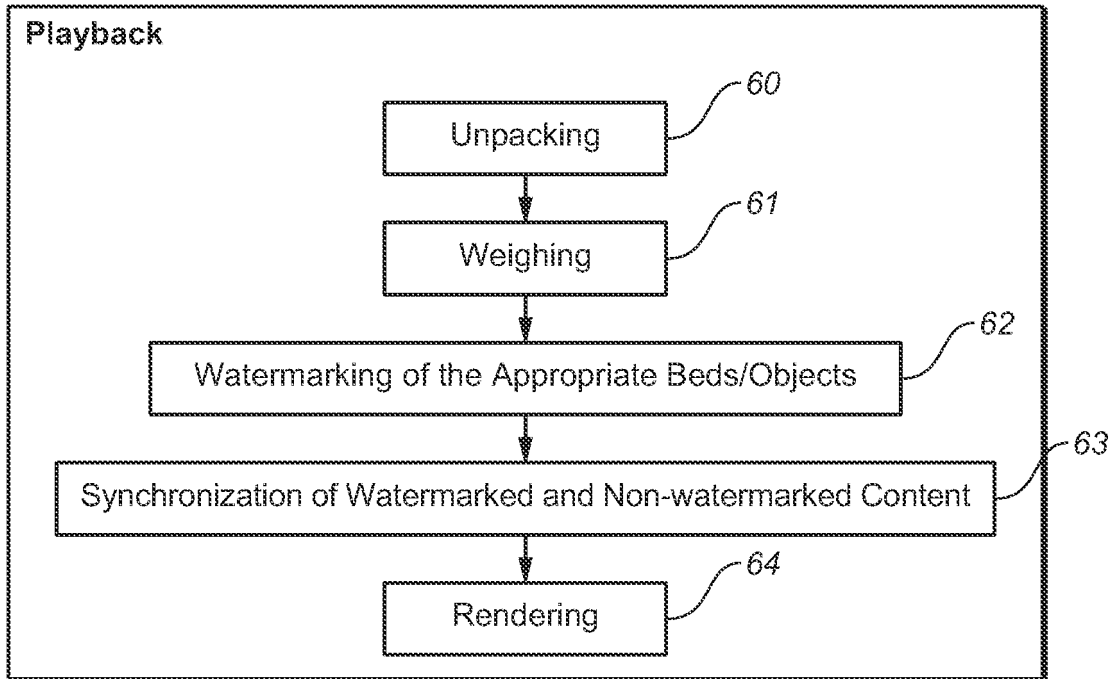 Playback
60
Unpacking
61
Weighing
62
Watermarking of the Appropriate Beds/Objects
63
Synchronization of Watermarked and Non-watermarked Content
64
Rendering